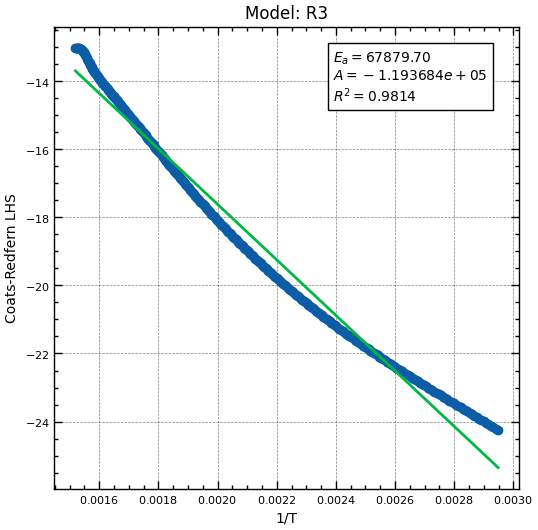 Model: R3
E_a = 67879.70
A = −1.193684e + 05
R^2 = 0.9814
Coats-Redfern LHS
−14
−16
−18
−20
−22
−24
0.0016 0.0018 0.0020 0.0022 0.0024 0.0026 0.0028 0.0030
1/T